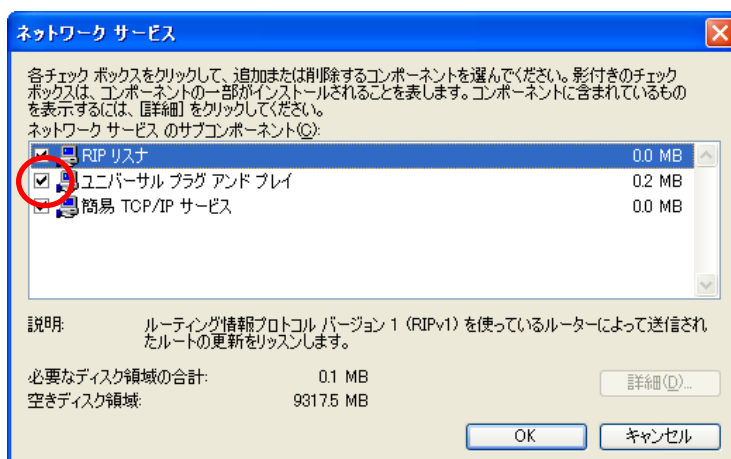 ネットワーク サービス
各チェック ボックスをクリックして、追加または削除するコンポーネントを選んでください。影付きのチェック
ボックスは、コンポーネントの一部がインストールされることを表します。コンポーネントに含まれているもの
を表示するには、[詳細] をクリックしてください。
ネットワーク サービス のサブコンポーネント(C):
RIP リスナ 0.0 MB
ユニバーサル プラグ アンド プレイ 0.2 MB
簡易 TCP/IP サービス 0.0 MB
説明: ルーティング情報プロトコル バージョン 1 (RIPv1) を使っているルーターによって送信され
たルートの更新をリッスンします。
必要なディスク領域の合計: 0.1 MB
詳細(D)...
空きディスク領域: 9317.5 MB
OK キャンセル